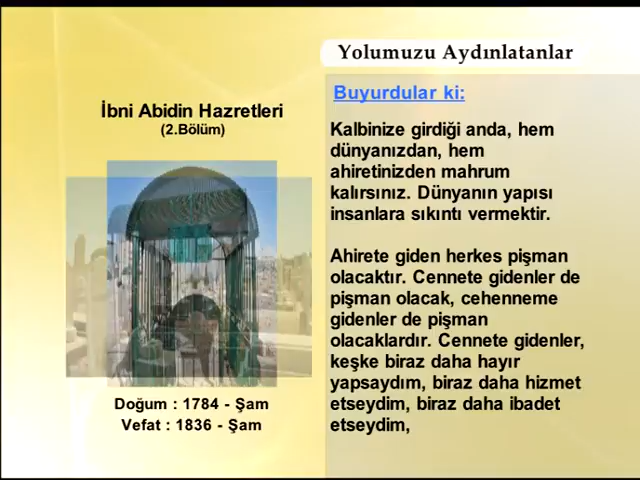 Yolumuzu Aydınlatanlar
İbni Abidin Hazretleri
(2.Bölüm)
Doğum : 1784 - Şam
Vefat : 1836 - Şam
Buyurdular ki:
Kalbinize girdiği anda, hem
dünyanızdan, hem
ahiretinizden mahrum
kalırsınız. Dünyanın yapısı
insanlara sıkıntı vermektir.
Ahirete giden herkes pişman
olacaktır. Cennete gidenler de
pişman olacak, cehenneme
gidenler de pişman
olacaklardır. Cennete gidenler,
keşke biraz daha hayır
yapsaydım, biraz daha hizmet
etseydim, biraz daha ibadet
etseydim,